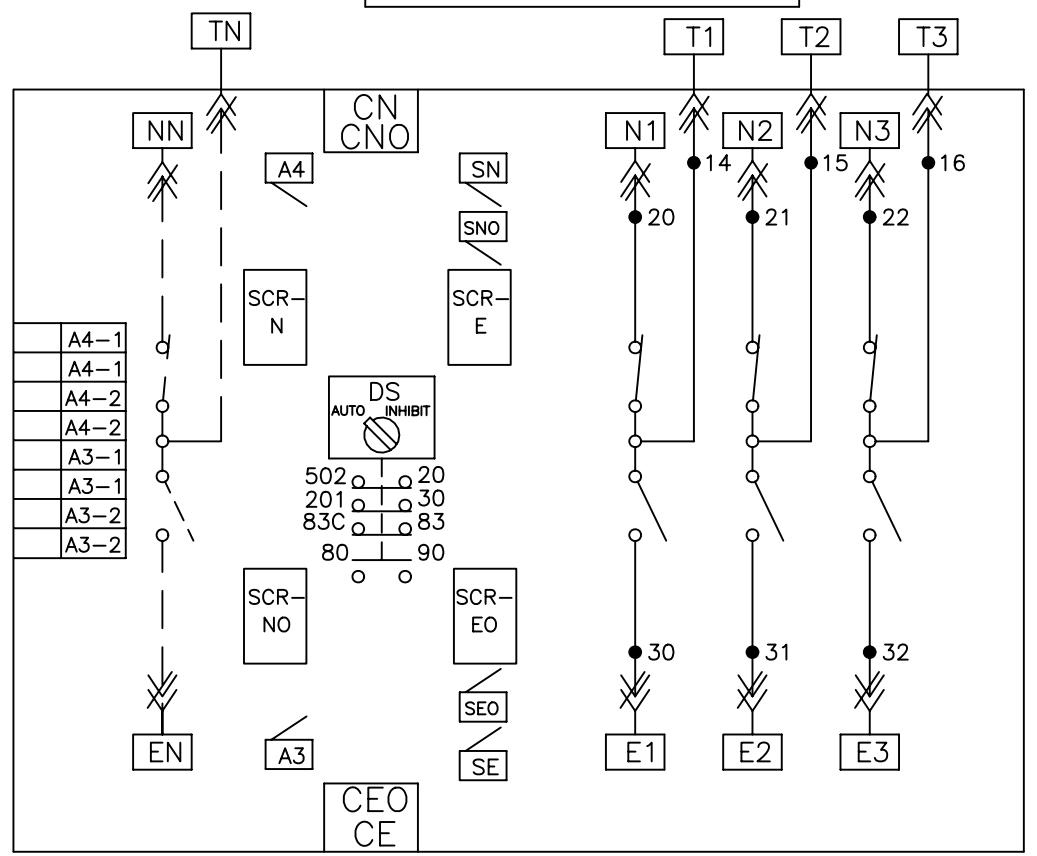 TN
T1
T2
T3
CN
CNO
NN
N1
N2
N3
A4
SN
SNO
14
15
16
20
21
22
SCR-
N
SCR-
E
A4-1
A4-1
A4-2
A4-2
A3-1
A3-1
A3-2
A3-2
DS
AUTO INHIBIT
502 20
201 30
83C 83
80 90
SCR-
NO
SCR-
EO
30
31
32
SEO
EN
A3
SE
E1
E2
E3
CEO
CE